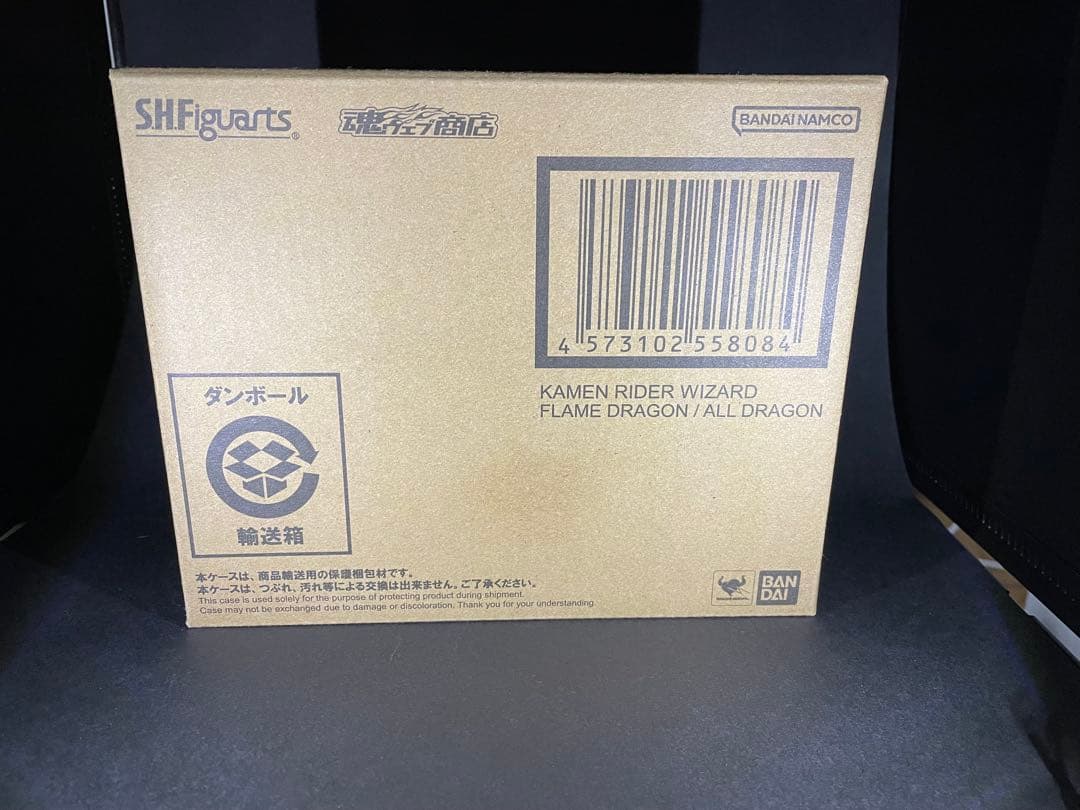 S.H.Figuarts®
魂ウェブ商店
BANDAI NAMCO
4 573102 558084
KAMEN RIDER WIZARD
FLAME DRAGON / ALL DRAGON
ダンボール
輸送箱
本ケースは、商品輸送用の保護梱包材です。
本ケースは、つぶれ、汚れ等による交換は出来ません。ご了承ください。
This case is used solely for the purpose of protecting product during shipment.
Case may not be exchanged due to damage or discoloration. Thank you for your understanding.
BAN
DAI